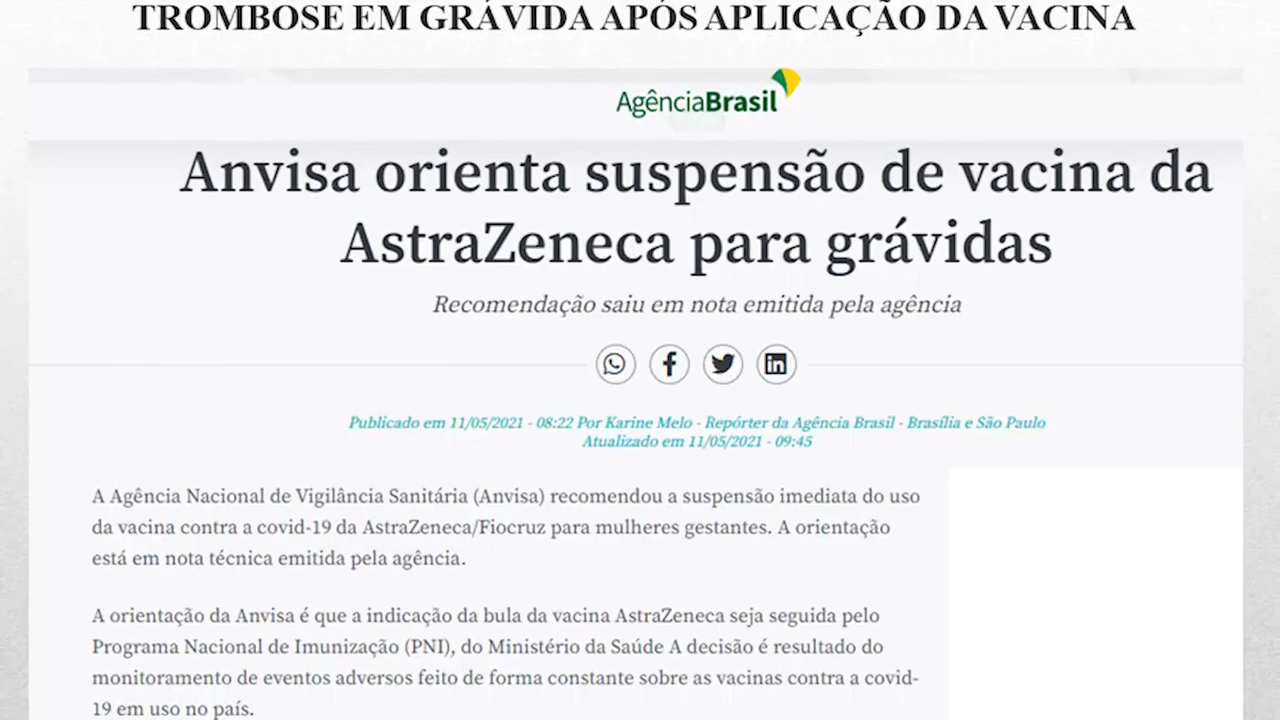 TROMBOSE EM GRÁVIDA APÓS APLICAÇÃO DA VACINA
AgênciaBrasil
Anvisa orienta suspensão de vacina da
AstraZeneca para grávidas
Recomendação saiu em nota emitida pela agência
Publicado em 11/05/2021 - 08:22 Por Karine Melo - Repórter da Agência Brasil - Brasília e São Paulo
Atualizado em 11/05/2021 - 09:45
A Agência Nacional de Vigilância Sanitária (Anvisa) recomendou a suspensão imediata do uso
da vacina contra a covid-19 da AstraZeneca/Fiocruz para mulheres gestantes. A orientação
está em nota técnica emitida pela agência.
A orientação da Anvisa é que a indicação da bula da vacina AstraZeneca seja seguida pelo
Programa Nacional de Imunização (PNI), do Ministério da Saúde A decisão é resultado do
monitoramento de eventos adversos feito de forma constante sobre as vacinas contra a covid-
19 em uso no país.